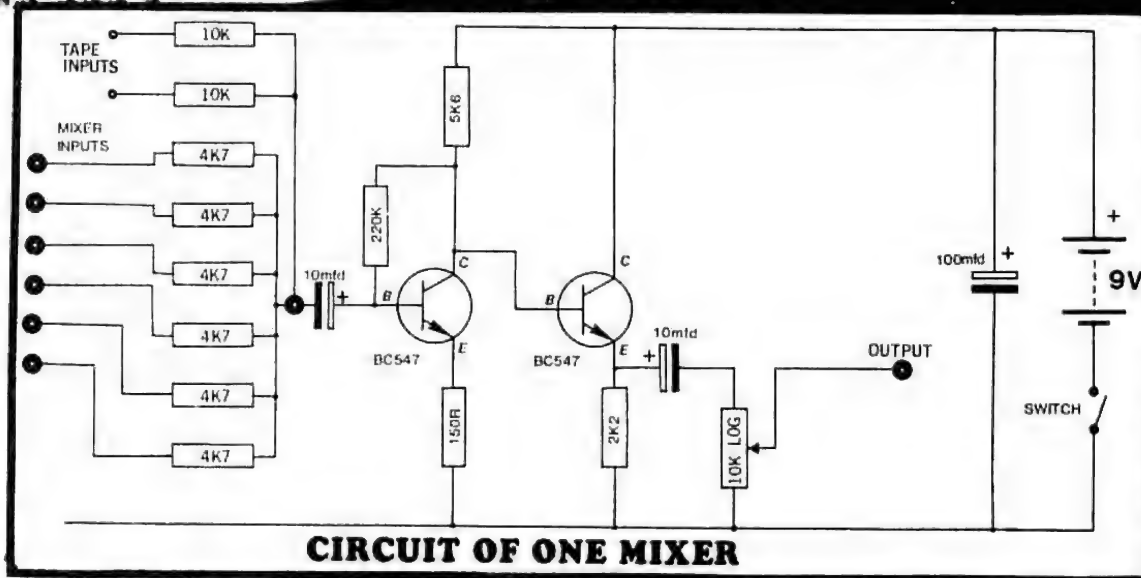 10K
TAPE
INPUTS
10K
MIXER
INPUTS
4K7
4K7
4K7
4K7
4K7
4K7
10mfd
+
220K
5K6
C
B
E
BC547
150R
C
B
E
BC547
10mfd
+
2K2
10K LOG
OUTPUT
100mfd
+
+
9V
SWITCH
CIRCUIT OF ONE MIXER